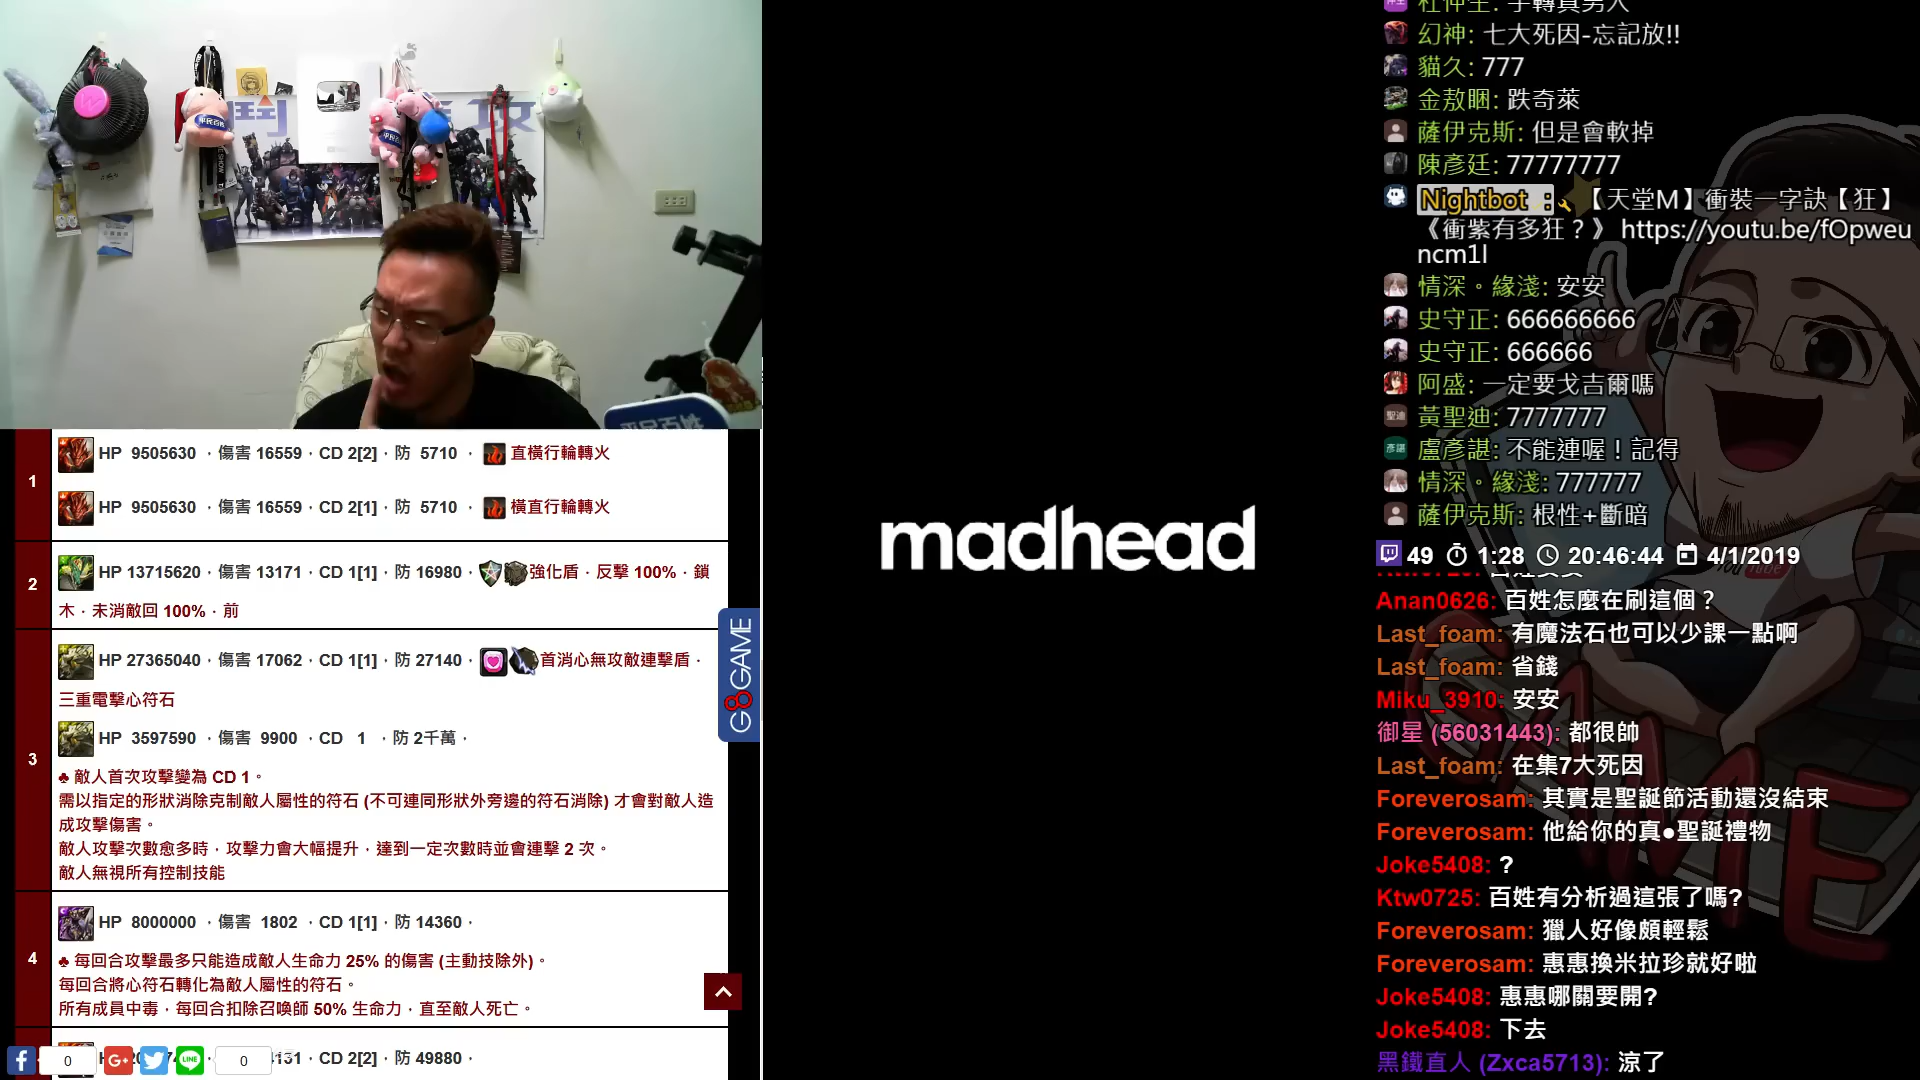 鬥
攻
平民百姓
平民百姓
1
HP 9505630 · 傷害 16559 · CD 2[2] · 防 5710 · 直橫行輪轉火
HP 9505630 · 傷害 16559 · CD 2[1] · 防 5710 · 橫直行輪轉火
2
HP 13715620 · 傷害 13171 · CD 1[1] · 防 16980 · 強化盾 · 反擊 100% · 鎖
木 · 未消敵回 100% · 前
3
HP 27365040 · 傷害 17062 · CD 1[1] · 防 27140 · 首消心無攻敵連擊盾 ·
三重電擊心符石
HP 3597590 · 傷害 9900 · CD 1 · 防 2千萬 ·
♣ 敵人首次攻擊變為 CD 1。
需以指定的形狀消除克制敵人屬性的符石 (不可連同形狀外旁邊的符石消除) 才會對敵人造
成攻擊傷害。
敵人攻擊次數愈多時，攻擊力會大幅提升，達到一定次數時並會連擊 2 次。
敵人無視所有控制技能
4
HP 8000000 · 傷害 1802 · CD 1[1] · 防 14360 ·
♣ 每回合攻擊最多只能造成敵人生命力 25% 的傷害 (主動技除外)。
每回合將心符石轉化為敵人屬性的符石。
所有成員中毒，每回合扣除召喚師 50% 生命力，直至敵人死亡。
CD 2[2] · 防 49880 ·
0
G+
LINE
0
G8GAME
madhead
杜仲生: 手轉真男人
幻神: 七大死因-忘記放!!
貓久: 777
金敖睏: 跌奇萊
薩伊克斯: 但是會軟掉
陳彥廷: 77777777
Nightbot : 【天堂M】衝裝一字訣【狂】
《衝紫有多狂？》 https://youtu.be/fOpweu
ncm1I
情深。緣淺: 安安
史守正: 666666666
史守正: 666666
阿盛: 一定要戈吉爾嗎
黃聖迪: 7777777
盧彥諶: 不能連喔！記得
情深。緣淺: 777777
薩伊克斯: 根性+斷暗
49 1:28 20:46:44 4/1/2019
Anan0626: 百姓怎麼在刷這個？
Last_foam: 有魔法石也可以少課一點啊
Last_foam: 省錢
Miku_3910: 安安
御星 (56031443): 都很帥
Last_foam: 在集7大死因
Foreverosam: 其實是聖誕節活動還沒結束
Foreverosam: 他給你的真●聖誕禮物
Joke5408: ?
Ktw0725: 百姓有分析過這張了嗎?
Foreverosam: 獵人好像頗輕鬆
Foreverosam: 惠惠換米拉珍就好啦
Joke5408: 惠惠哪關要開?
Joke5408: 下去
黑鐵直人 (Zxca5713): 涼了
GAME